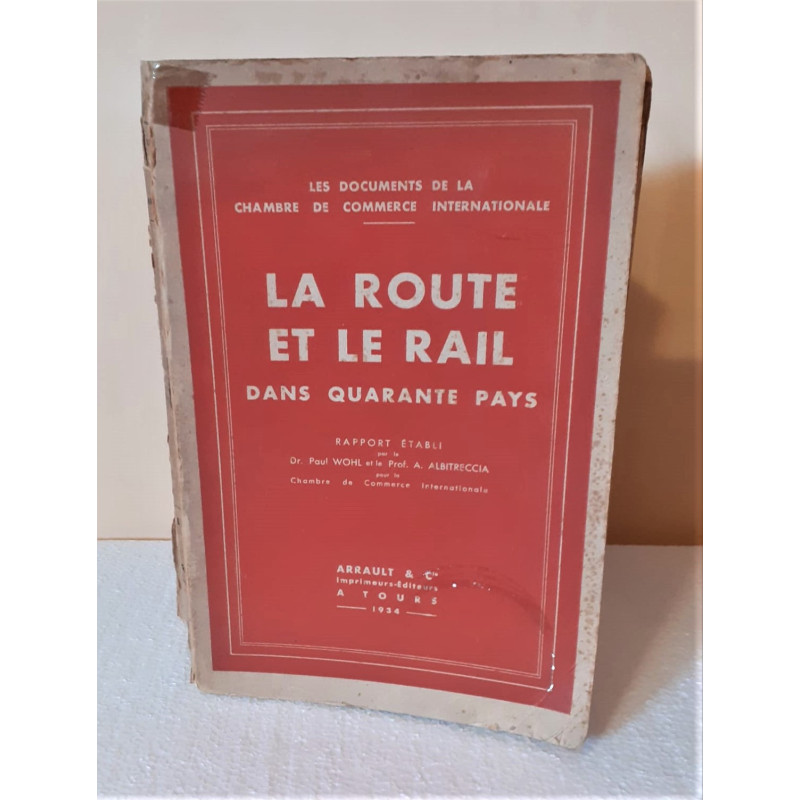 LES DOCUMENTS DE LA
CHAMBRE DE COMMERCE INTERNATIONALE
LA ROUTE
ET LE RAIL
DANS QUARANTE PAYS
RAPPORT ÉTABLI
par le
Dr. Paul WOHL et le Prof. A. ALBITRECCIA
pour la
Chambre de Commerce Internationale
ARRAULT & Cie
Imprimeurs-Éditeurs
A TOURS
1934